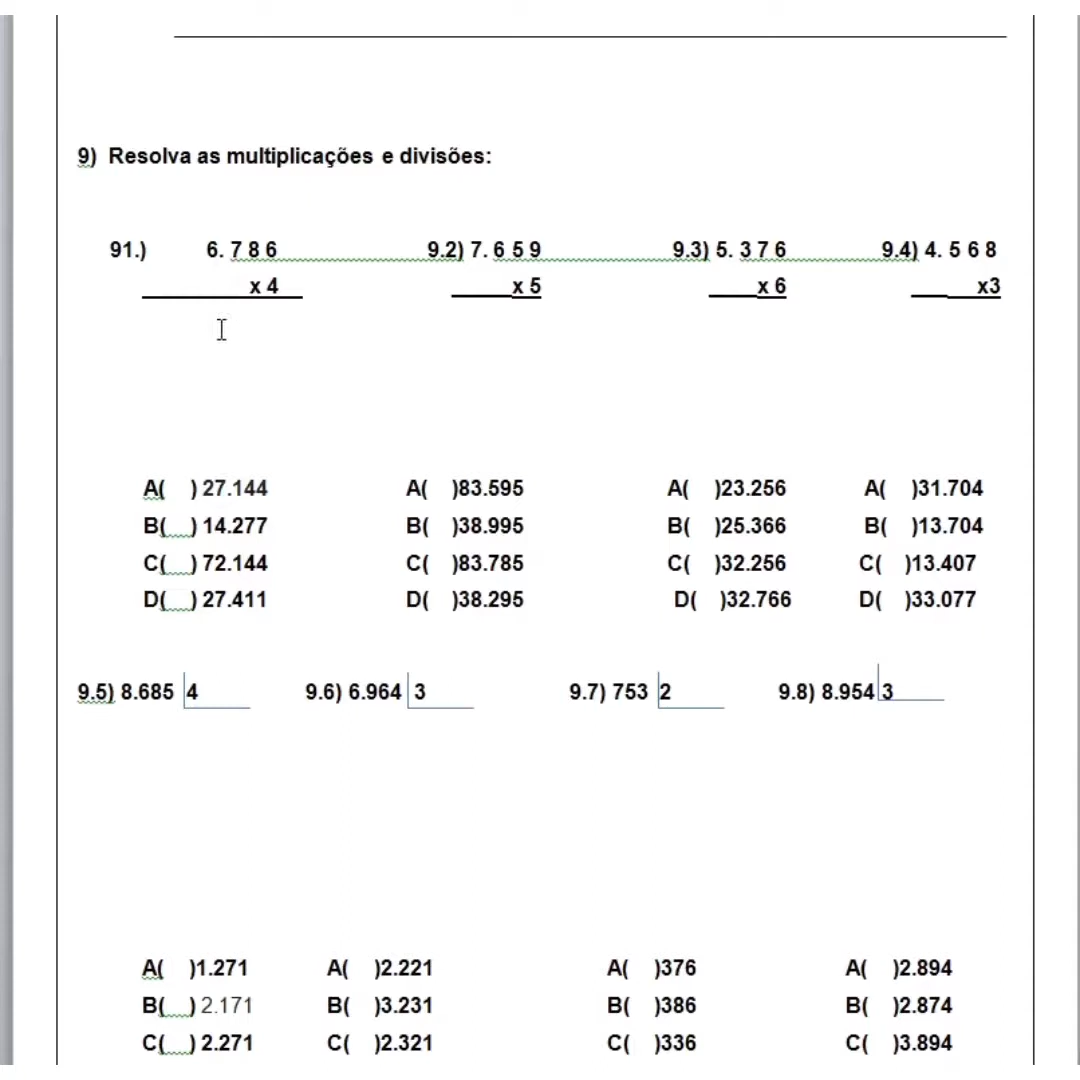 9) Resolva as multiplicações e divisões:
91.) 6. 7 8 6 9.2) 7. 6 5 9 9.3) 5. 3 7 6 9.4) 4. 5 6 8
x 4 x 5 x 6 x3
A( ) 27.144 A( )83.595 A( )23.256 A( )31.704
B( ) 14.277 B( )38.995 B( )25.366 B( )13.704
C( ) 72.144 C( )83.785 C( )32.256 C( )13.407
D( ) 27.411 D( )38.295 D( )32.766 D( )33.077
9.5) 8.685 4 9.6) 6.964 3 9.7) 753 2 9.8) 8.954 3
A( )1.271 A( )2.221 A( )376 A( )2.894
B( ) 2.171 B( )3.231 B( )386 B( )2.874
C( ) 2.271 C( )2.321 C( )336 C( )3.894